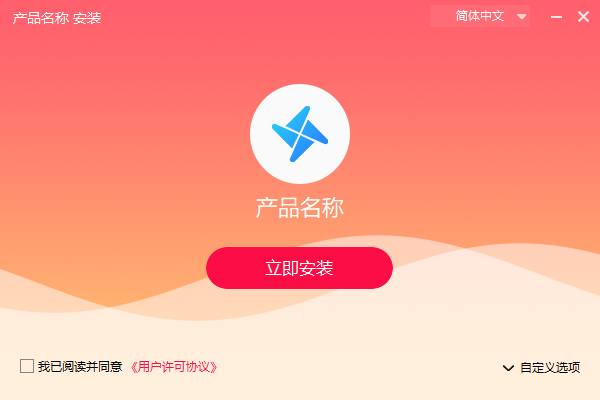 产品名称 安装
简体中文
产品名称
立即安装
我已阅读并同意《用户许可协议》
自定义选项